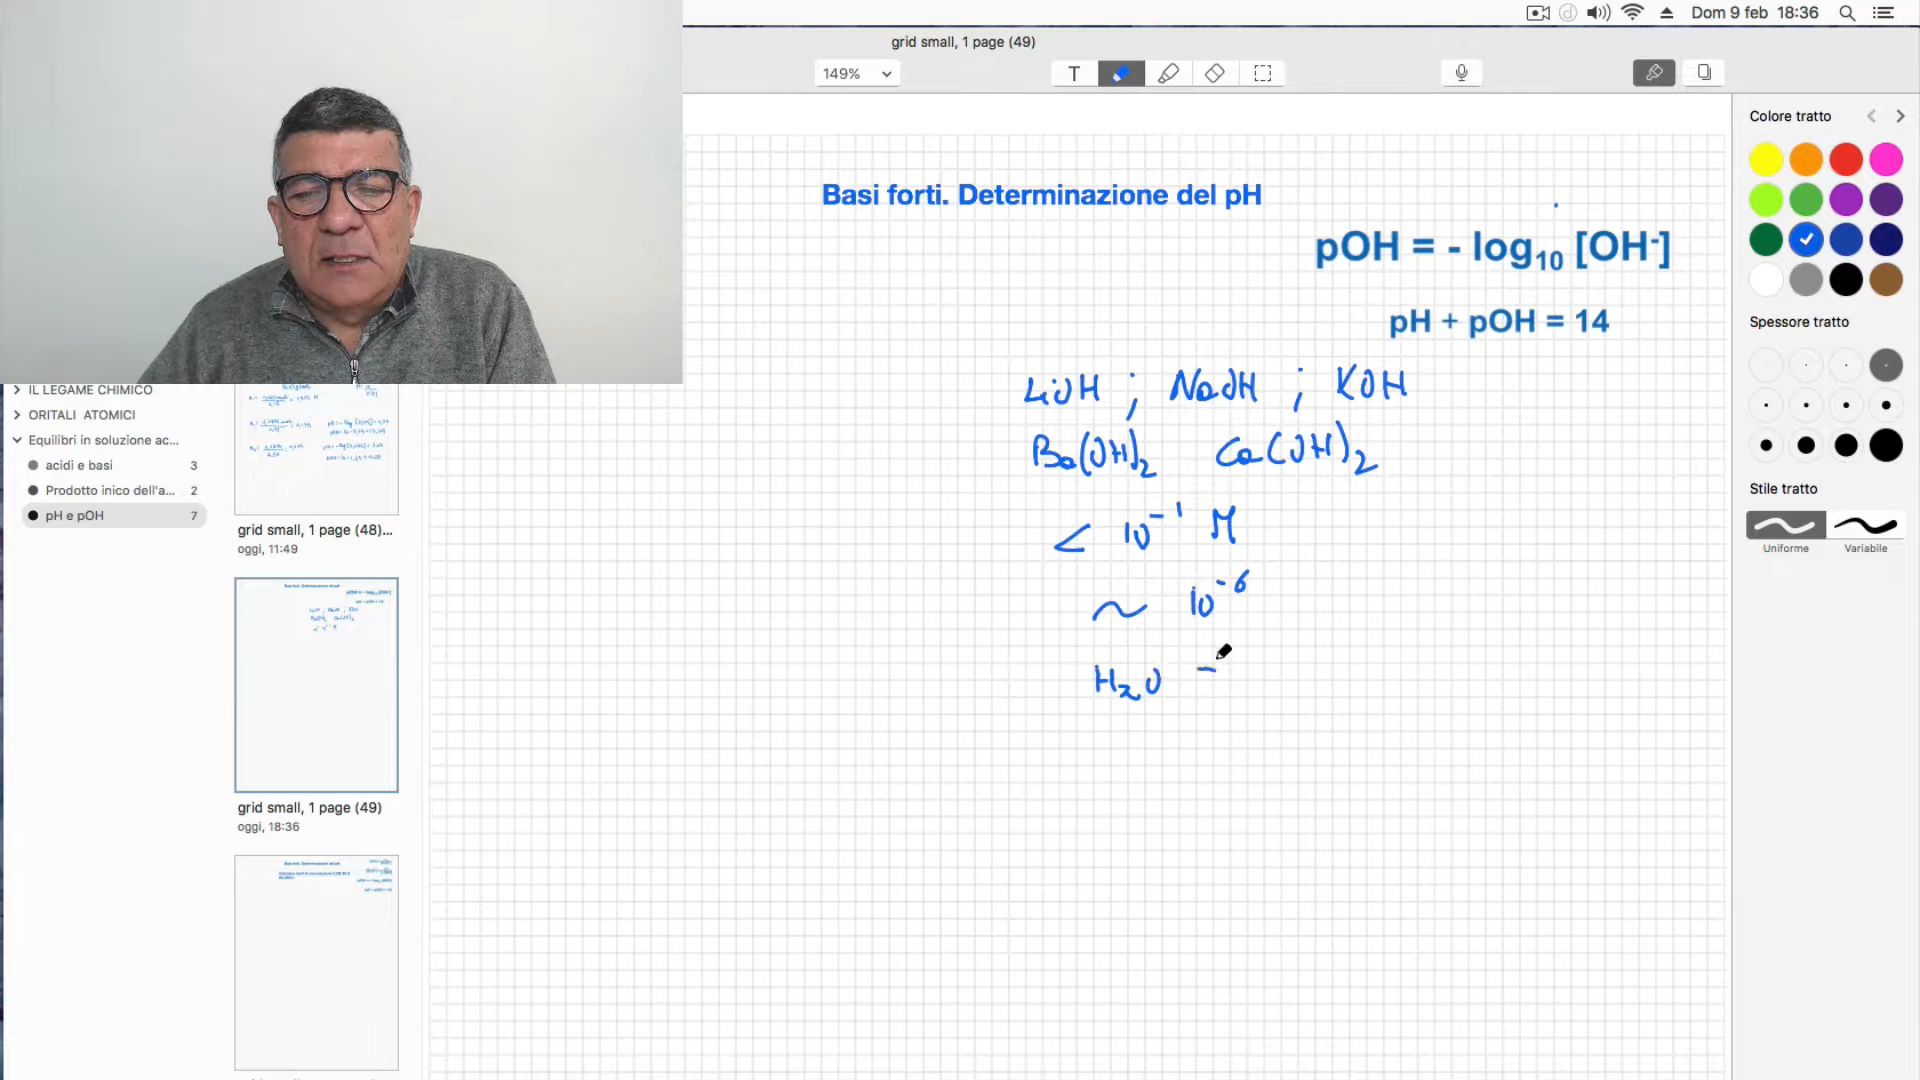 Dom 9 feb 18:36
grid small, 1 page (49)
149%
T
Colore tratto
Spessore tratto
Stile tratto
Uniforme
Variabile
IL LEGAME CHIMICO
ORITALI ATOMICI
Equilibri in soluzione ac...
acidi e basi 3
Prodotto inico dell'a... 2
pH e pOH 7
grid small, 1 page (48)...
oggi, 11:49
grid small, 1 page (49)
oggi, 18:36
Basi forti. Determinazione del pH
pOH = - log₁₀ [OH⁻]
pH + pOH = 14
LiOH ; NaOH ; KOH
Ba(OH)₂ Ca(OH)₂
< 10⁻¹ M
~ 10⁻⁶
H₂O